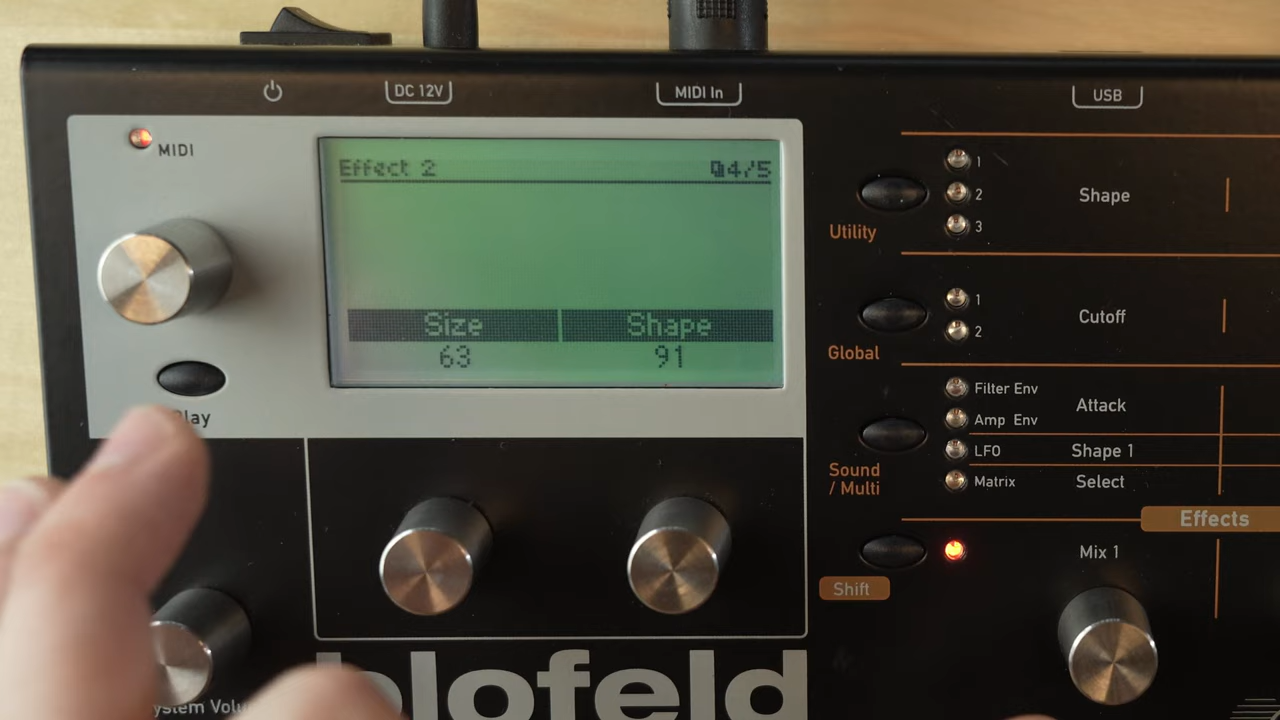 DC 12V
MIDI In
USB
MIDI
Effect 2 4/5
Size Shape
63 91
Play
1
2
3
Shape
Utility
1
2
Cutoff
Global
Filter Env
Amp Env
Attack
LFO
Shape 1
Matrix
Select
Sound
/ Multi
Effects
Mix 1
Shift
blofeld